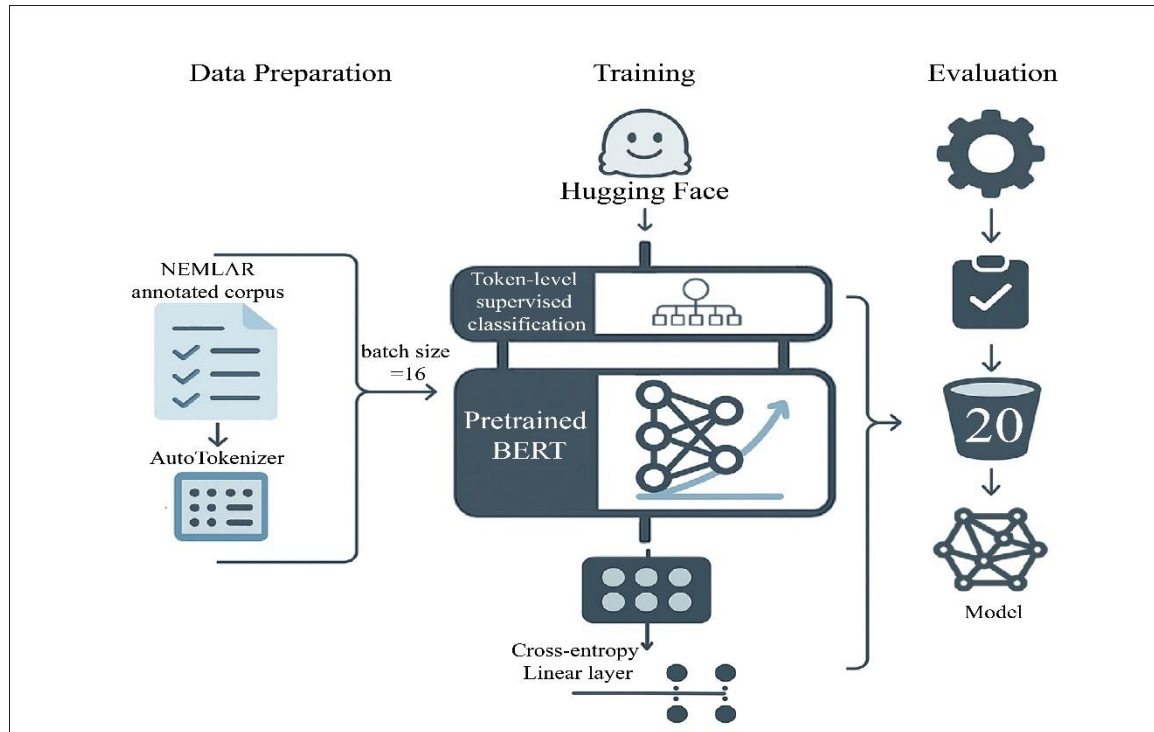 Data Preparation
Training
Evaluation
Hugging Face
NEMLAR
annotated corpus
AutoTokenizer
batch size
=16
Token-level
supervised
classification
Pretrained
BERT
Cross-entropy
Linear layer
20
Model